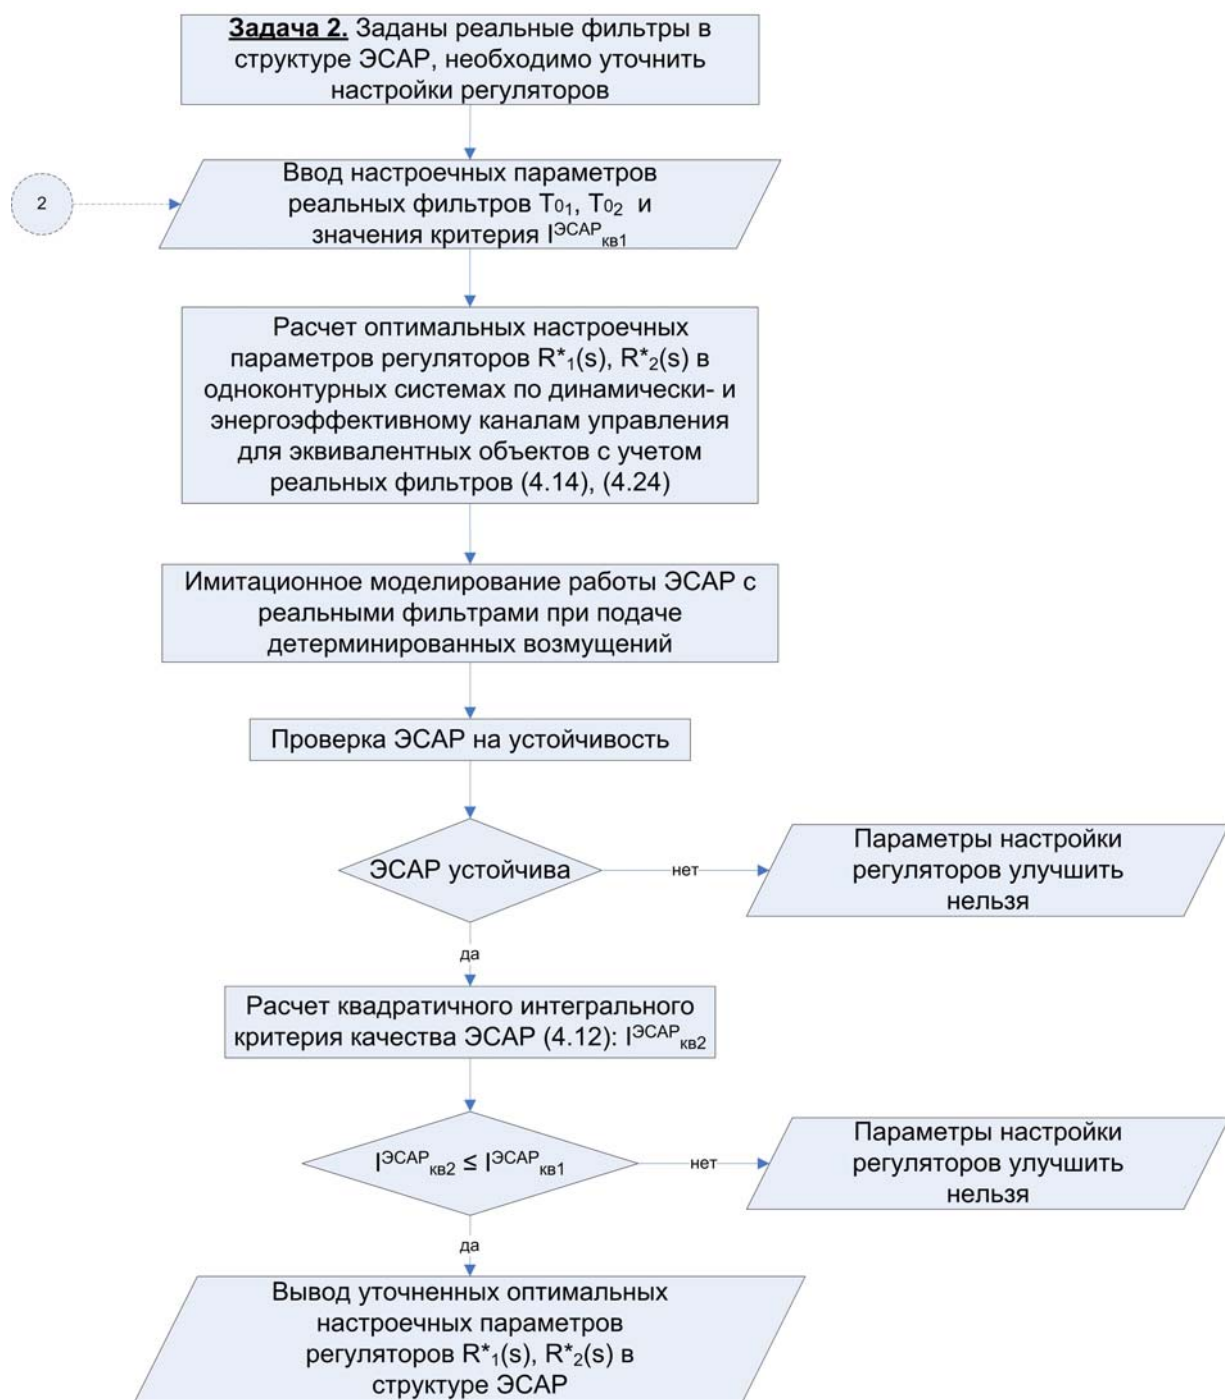 Задача 2. Заданы реальные фильтры в
структуре ЭСАР, необходимо уточнить
настройки регуляторов
2
Ввод настроечных параметров
реальных фильтров T₀₁, T₀₂ и
значения критерия I^ЭСАР_кв1
Расчет оптимальных настроечных
параметров регуляторов R*₁(s), R*₂(s) в
одноконтурных системах по динамически- и
энергоэффективному каналам управления
для эквивалентных объектов с учетом
реальных фильтров (4.14), (4.24)
Имитационное моделирование работы ЭСАР с
реальными фильтрами при подаче
детерминированных возмущений
Проверка ЭСАР на устойчивость
ЭСАР устойчива
нет
Параметры настройки
регуляторов улучшить
нельзя
да
Расчет квадратичного интегрального
критерия качества ЭСАР (4.12): I^ЭСАР_кв2
I^ЭСАР_кв2 ≤ I^ЭСАР_кв1
нет
Параметры настройки
регуляторов улучшить
нельзя
да
Вывод уточненных оптимальных
настроечных параметров
регуляторов R*₁(s), R*₂(s) в
структуре ЭСАР